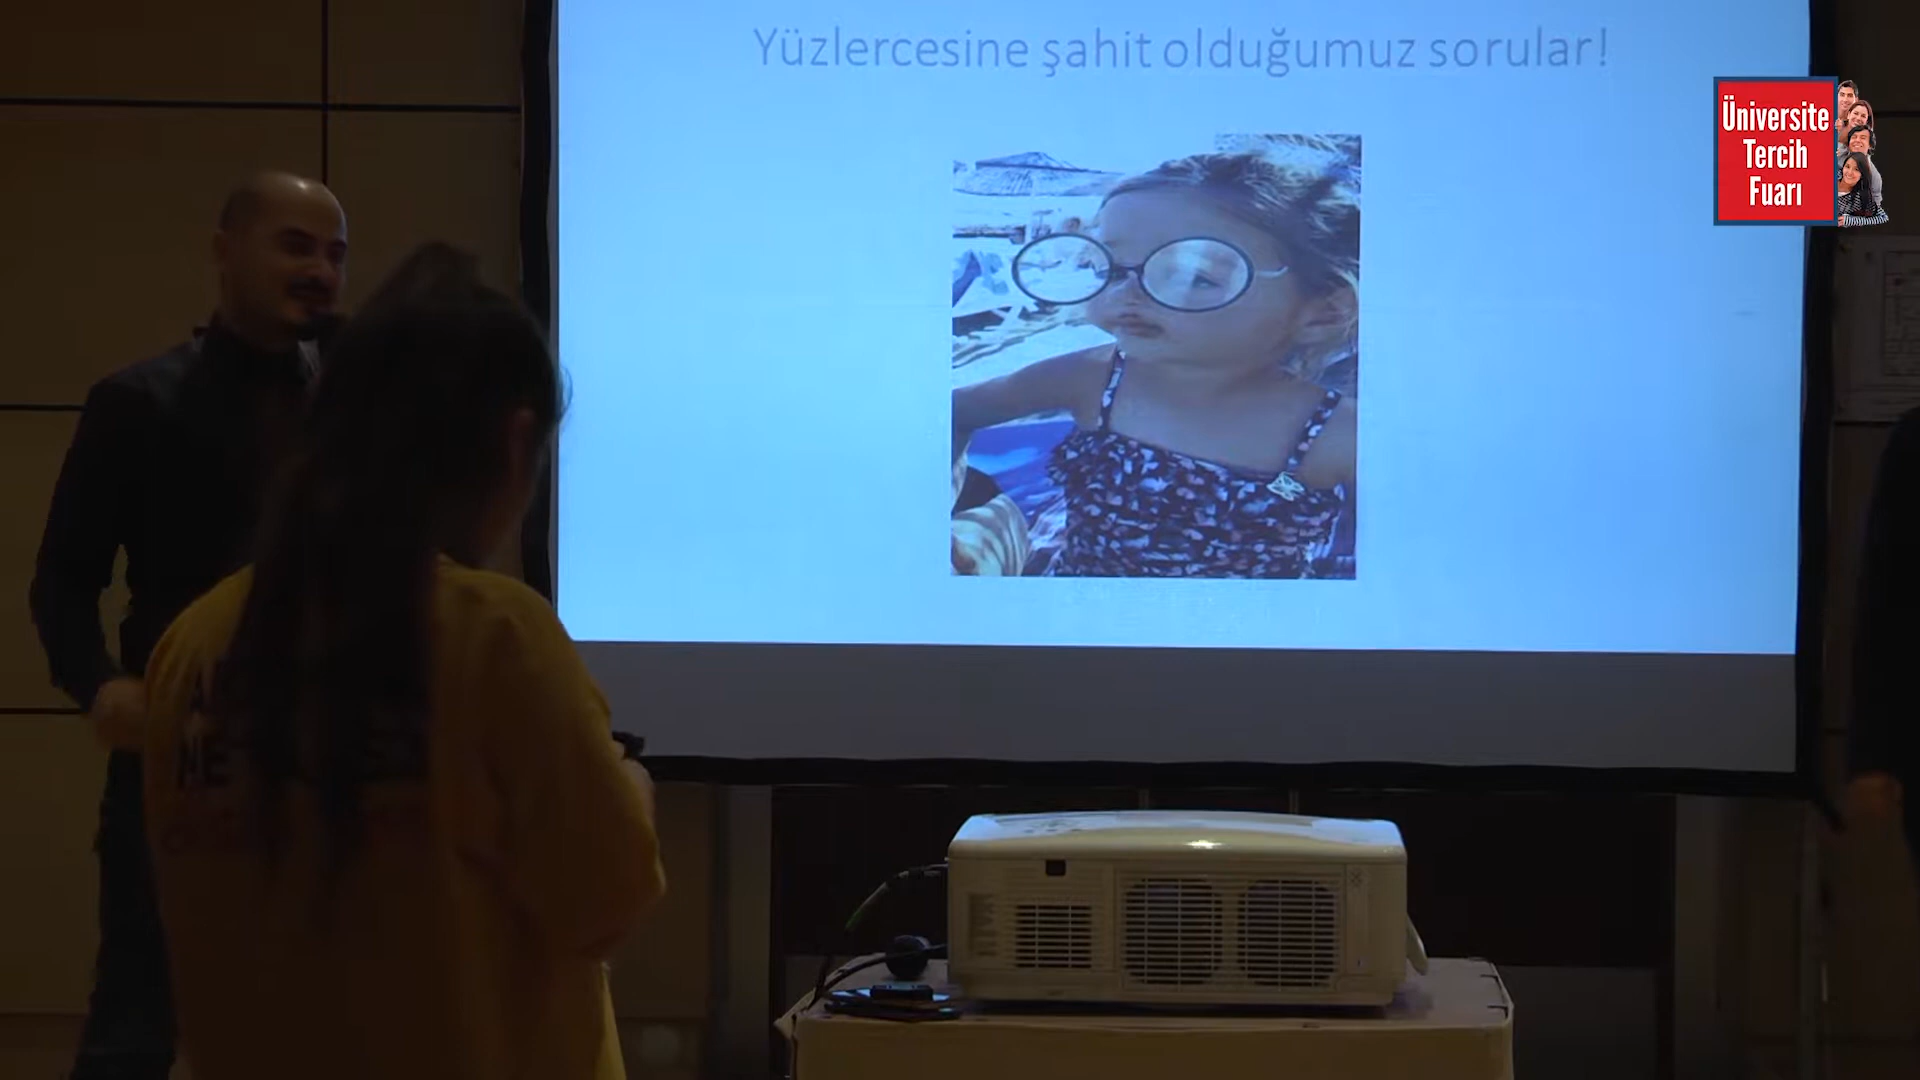 Yüzlercesine şahit olduğumuz sorular!
Üniversite
Tercih
Fuarı